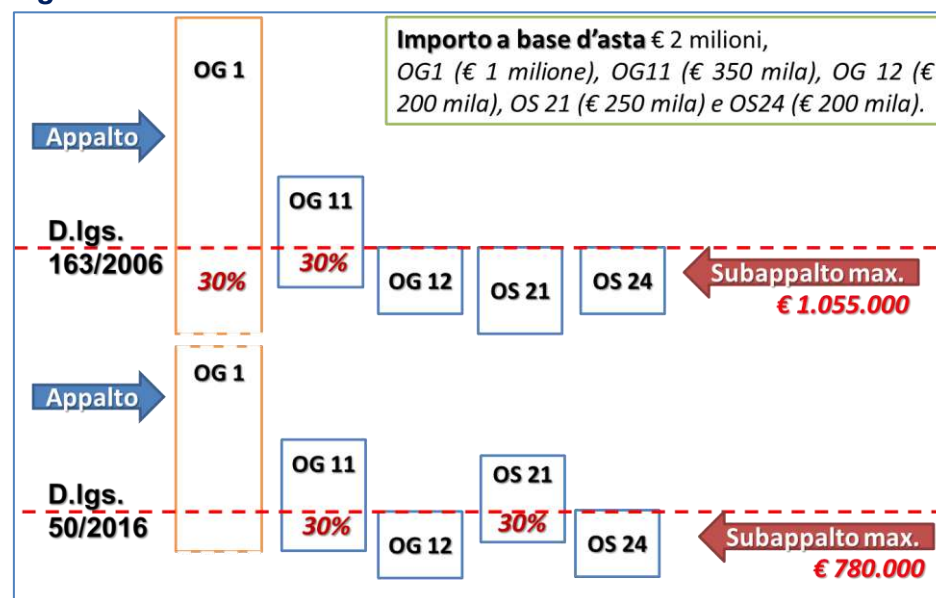 Importo a base d'asta € 2 milioni,
OG1 (€ 1 milione), OG11 (€ 350 mila), OG 12 (€
200 mila), OS 21 (€ 250 mila) e OS24 (€ 200 mila).
OG 1
Appalto
OG 11
D.lgs.
163/2006
30%
30%
OG 12
OS 21
OS 24
Subappalto max.
€ 1.055.000
OG 1
Appalto
OG 11
OS 21
D.lgs.
50/2016
30%
30%
OG 12
OS 24
Subappalto max.
€ 780.000